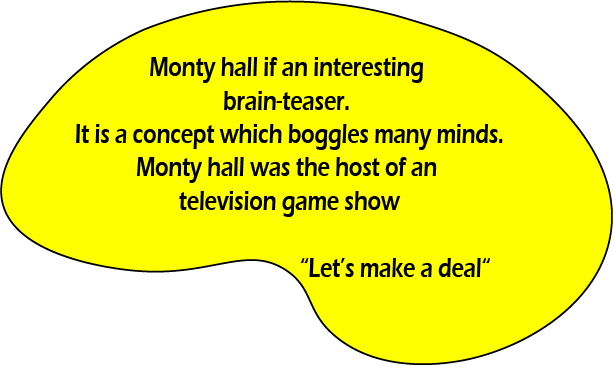 Monty hall if an interesting
brain-teaser.
It is a concept which boggles many minds.
Monty hall was the host of an
television game show
“Let’s make a deal“